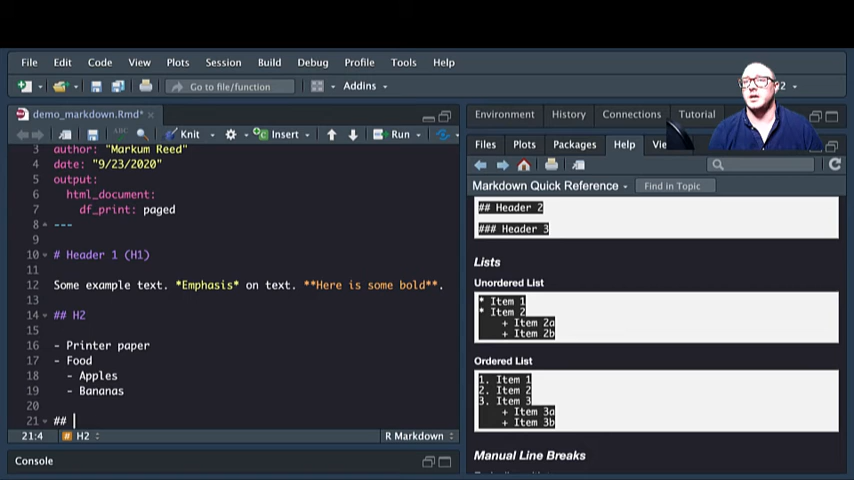 File Edit Code View Plots Session Build Debug Profile Tools Help
Go to file/function Addins
demo_markdown.Rmd*
Environment History Connections Tutorial
Knit Insert Run
Files Plots Packages Help
Markdown Quick Reference Find in Topic
3 author: "Markum Reed"
4 date: "9/23/2020"
5 output:
6 html_document:
7 df_print: paged
8 ---
9
10 # Header 1 (H1)
11
12 Some example text. *Emphasis* on text. **Here is some bold**.
13
14 ## H2
15
16 - Printer paper
17 - Food
18 - Apples
19 - Bananas
20
21 ##
21:4 # H2 R Markdown
Console
## Header 2
### Header 3
Lists
Unordered List
* Item 1
* Item 2
+ Item 2a
+ Item 2b
Ordered List
1. Item 1
2. Item 2
3. Item 3
+ Item 3a
+ Item 3b
Manual Line Breaks